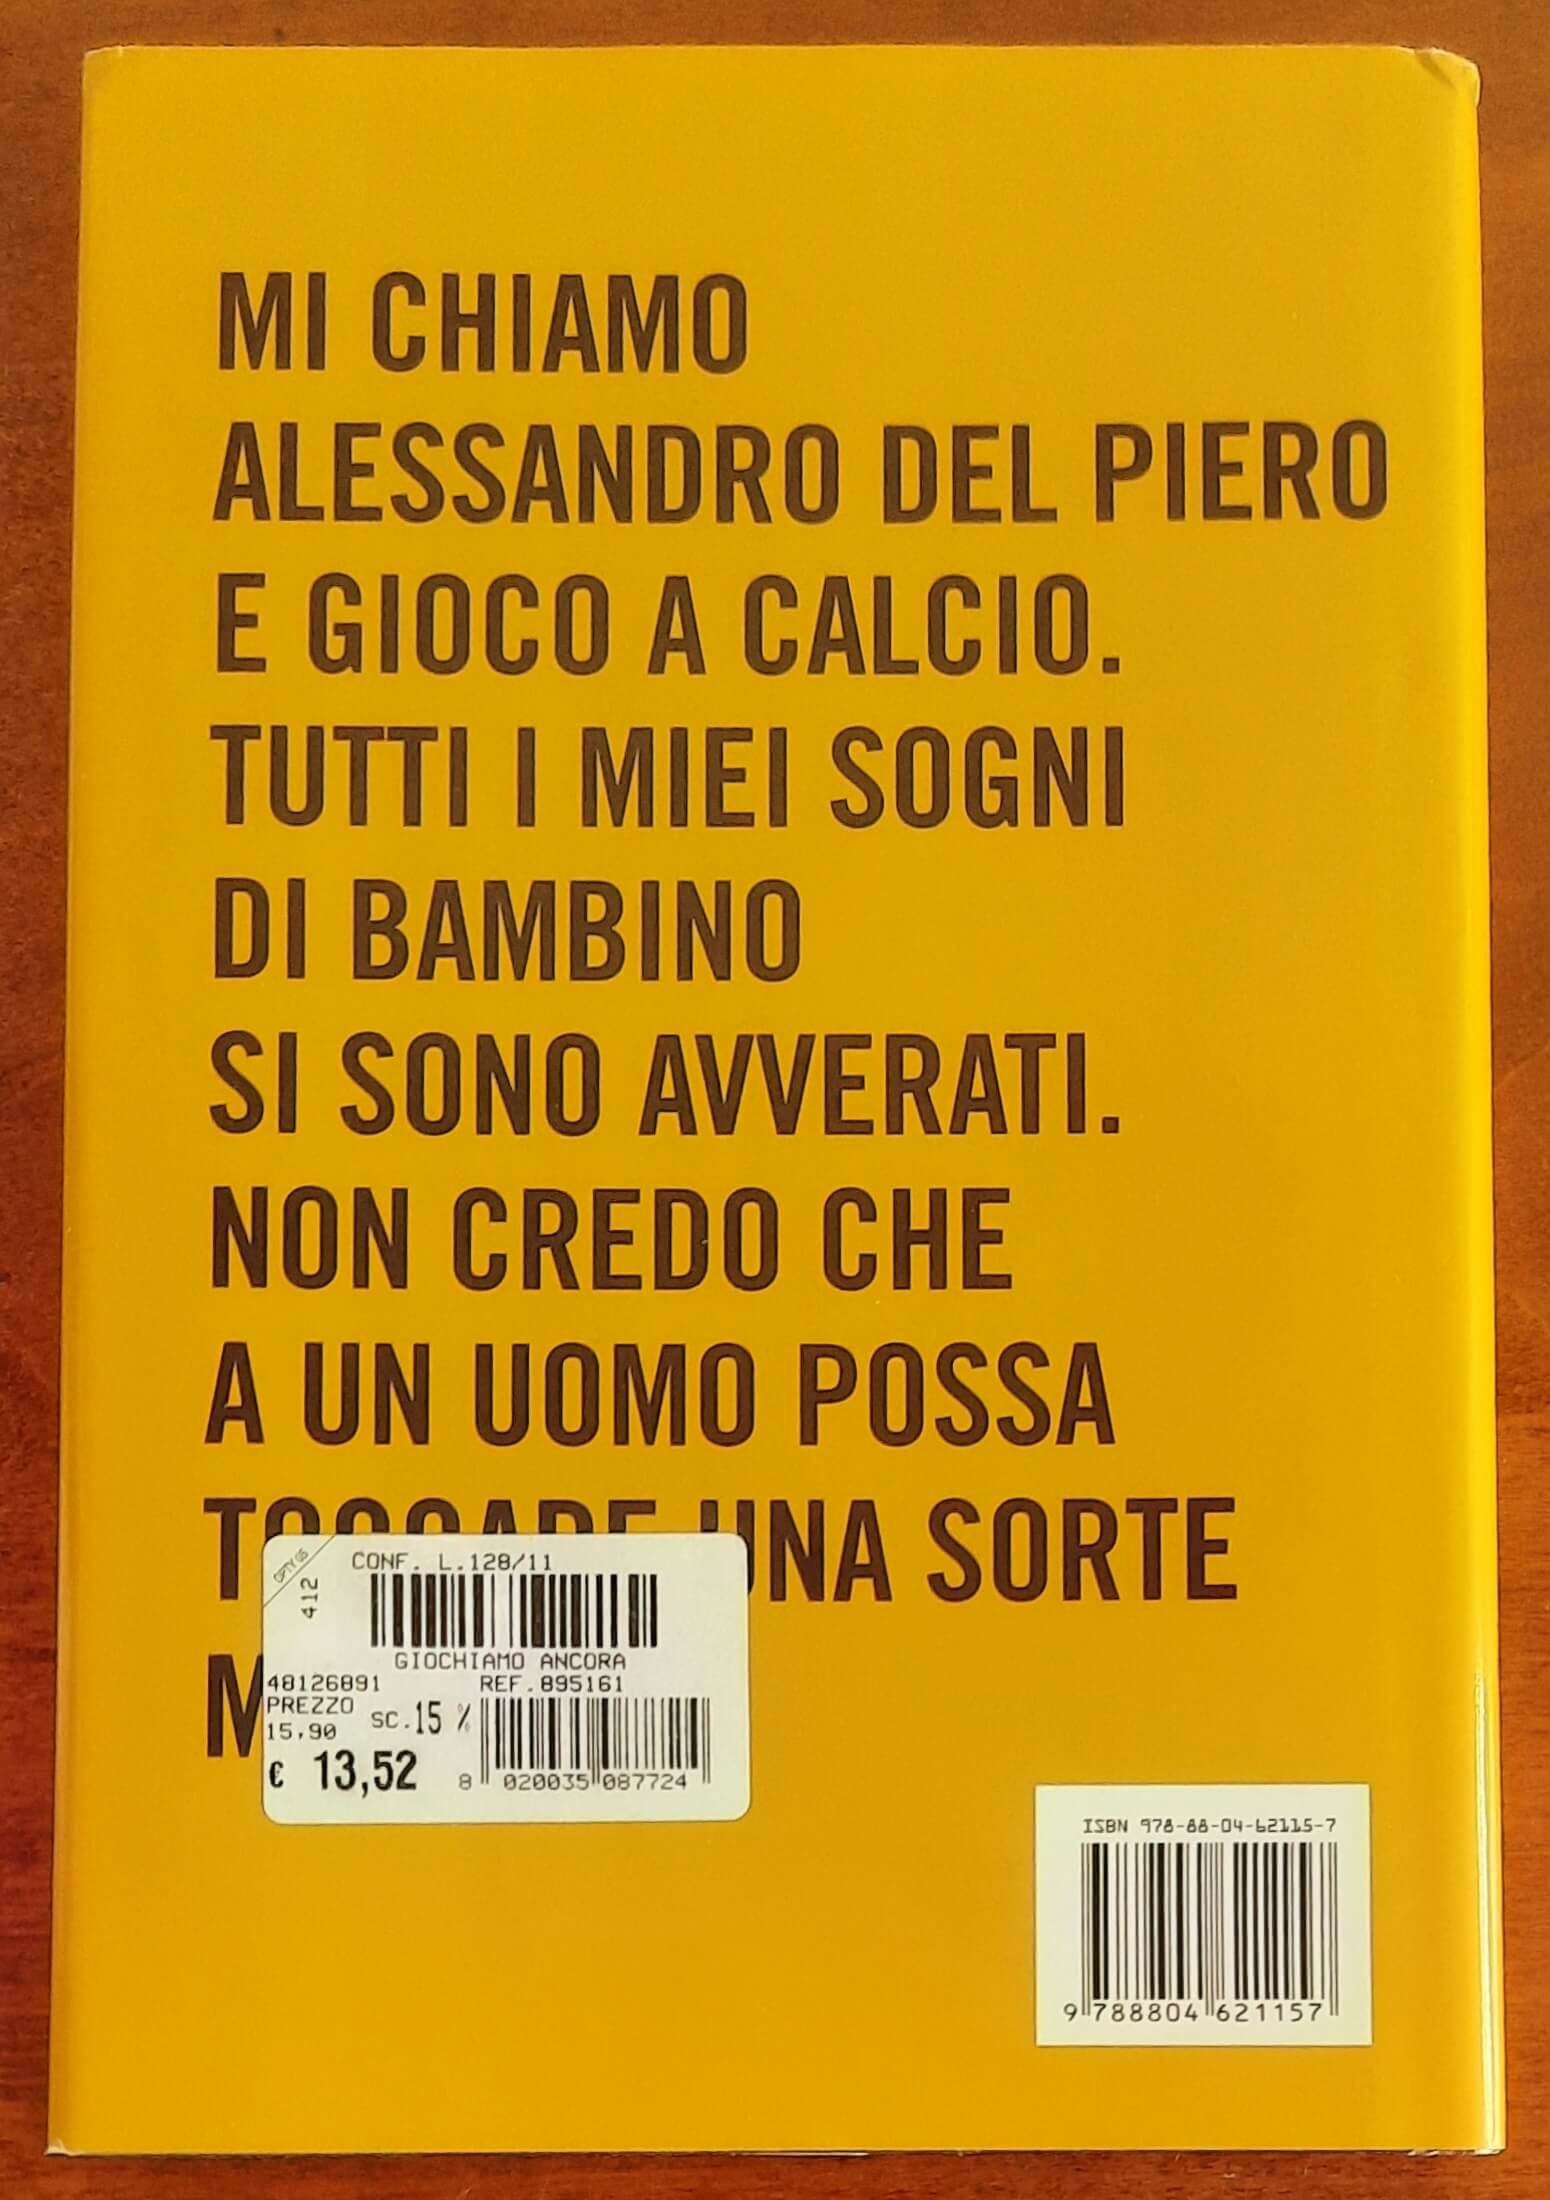 MI CHIAMO
ALESSANDRO DEL PIERO
E GIOCO A CALCIO.
TUTTI I MIEI SOGNI
DI BAMBINO
SI SONO AVVERATI.
NON CREDO CHE
A UN UOMO POSSA
TOCCARE UNA SORTE
CONF. L.128/11
412
GIOCHIAMO ANCORA
48126891 REF.895161
PREZZO
15,90 SC.15 %
€ 13,52
8 020035 087724
ISBN 978-88-04-62115-7
9 788804 621157